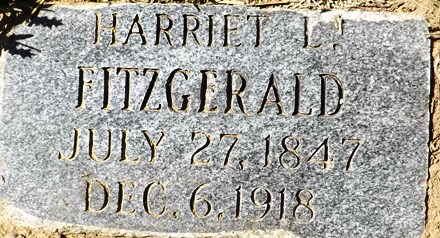 HARRIET L.
FITZGERALD
JULY 27, 1847
DEC. 6, 1918